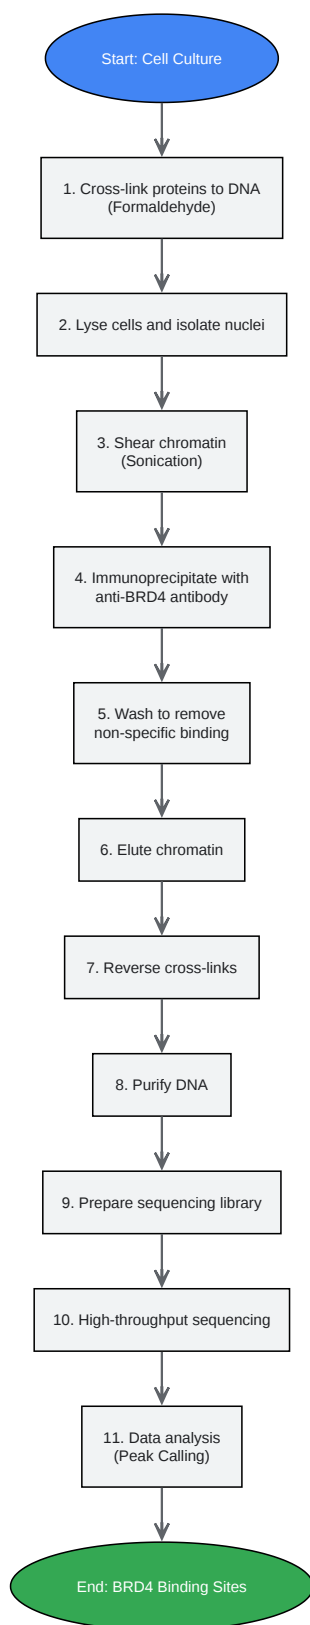 Start: Cell Culture
1. Cross-link proteins to DNA
(Formaldehyde)
2. Lyse cells and isolate nuclei
3. Shear chromatin
(Sonication)
4. Immunoprecipitate with
anti-BRD4 antibody
5. Wash to remove
non-specific binding
6. Elute chromatin
7. Reverse cross-links
8. Purify DNA
9. Prepare sequencing library
10. High-throughput sequencing
11. Data analysis
(Peak Calling)
End: BRD4 Binding Sites